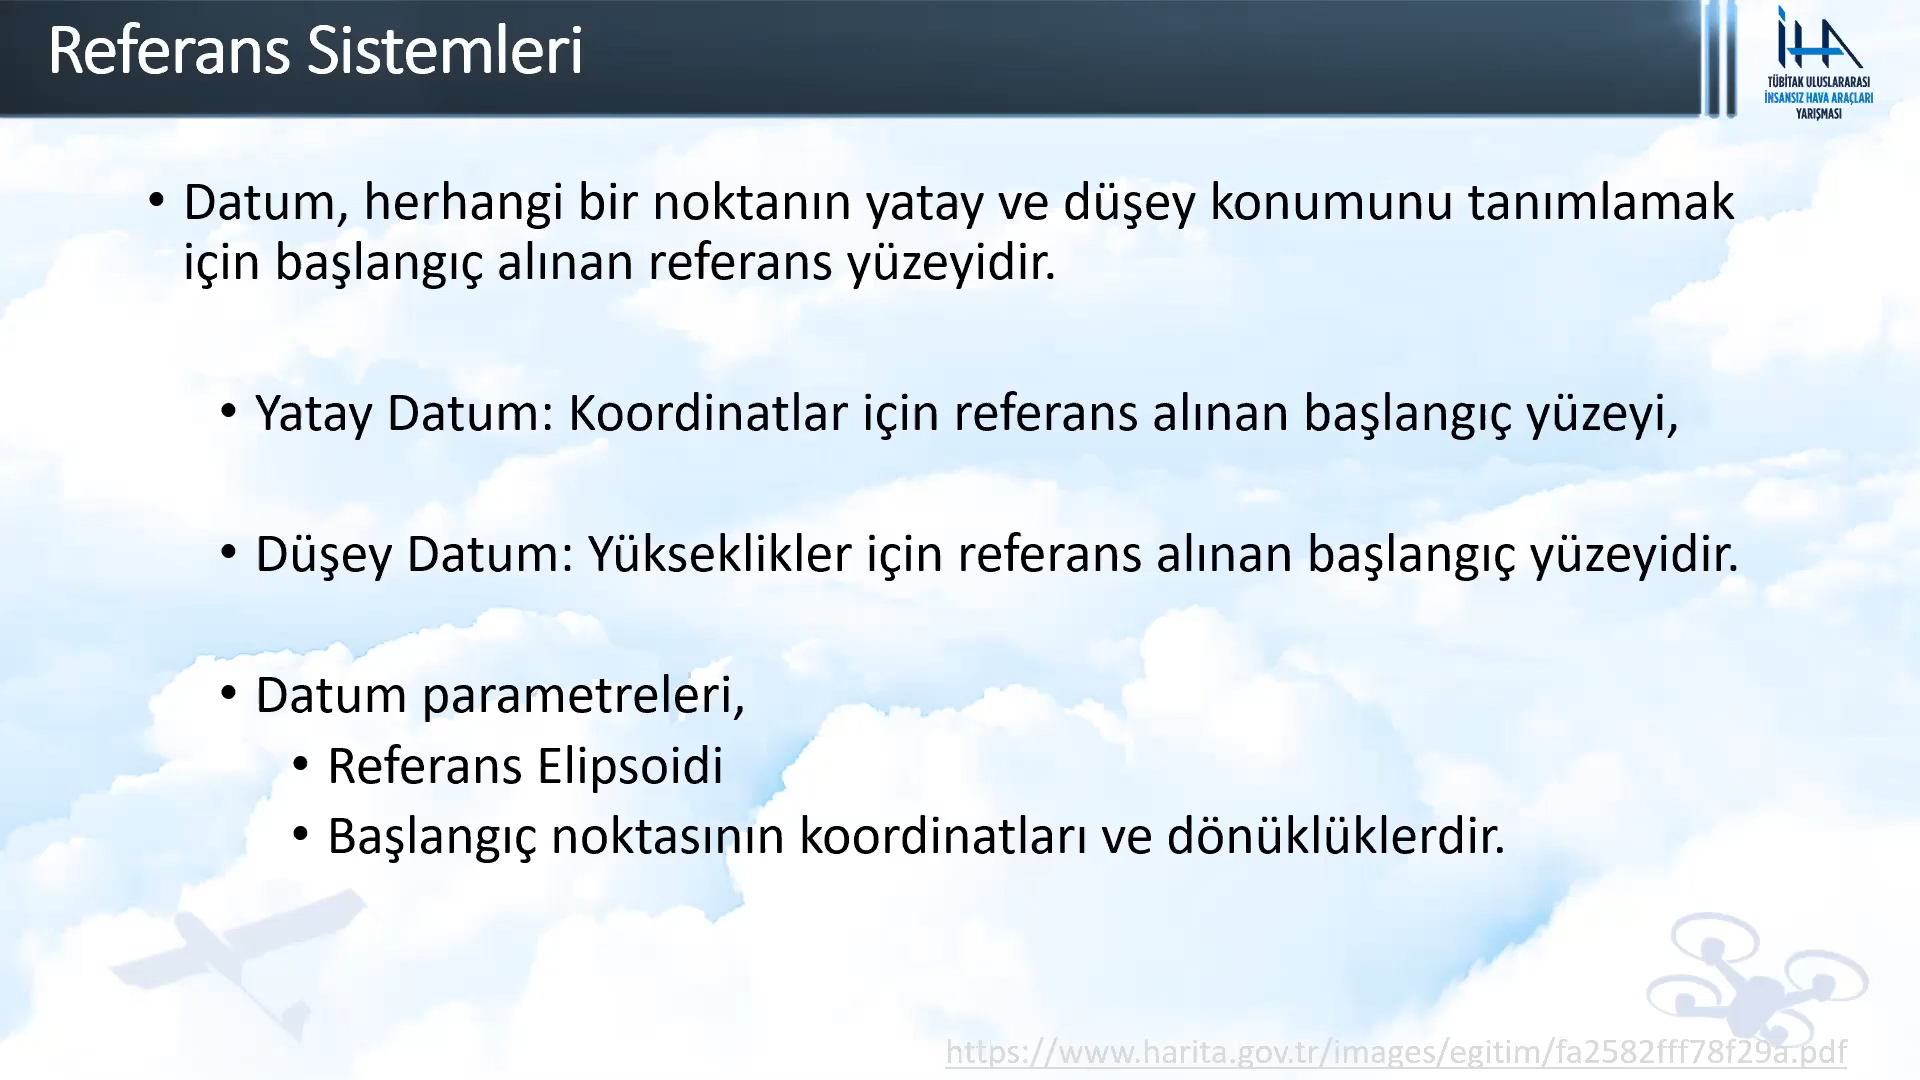 Referans Sistemleri
İHA
TÜBİTAK ULUSLARARASI
İNSANSIZ HAVA ARAÇLARI
YARIŞMASI
• Datum, herhangi bir noktanın yatay ve düşey konumunu tanımlamak
için başlangıç alınan referans yüzeyidir.
• Yatay Datum: Koordinatlar için referans alınan başlangıç yüzeyi,
• Düşey Datum: Yükseklikler için referans alınan başlangıç yüzeyidir.
• Datum parametreleri,
• Referans Elipsoidi
• Başlangıç noktasının koordinatları ve dönüklüklerdir.
https://www.harita.gov.tr/images/egitim/fa2582fff78f29a.pdf